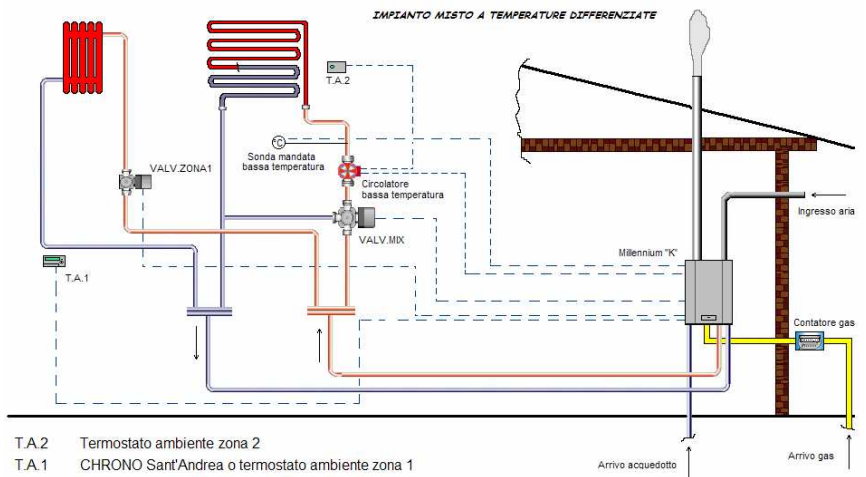 IMPIANTO MISTO A TEMPERATURE DIFFERENZIATE
T.A.2
°C
Sonda mandata
bassa temperatura
VALV.ZONA1
Circolatore
bassa temperatura
VALV.MIX
Ingresso aria
Millennium "K"
T.A.1
Contatore gas
T.A.2 Termostato ambiente zona 2
T.A.1 CHRONO Sant'Andrea o termostato ambiente zona 1
Arrivo acquedotto
Arrivo gas